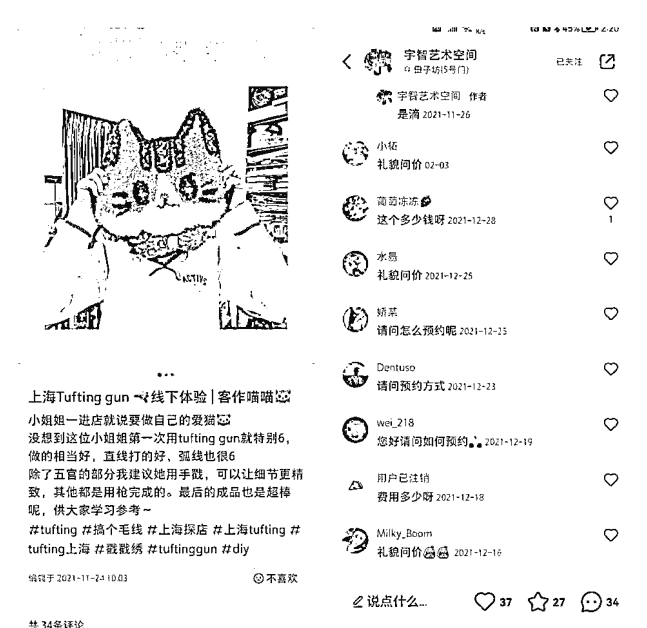 上海Tufting gun 🔫线下体验 | 客作喵喵🐱
小姐姐一进店就说要做自己的爱猫🐱
没想到这位小姐姐第一次用tufting gun就特别6,
做的相当好，直线打的好，弧线也很6
除了五官的部分我建议她用手戳，可以让细节更精
致，其他都是用枪完成的。最后的成品也是超棒
呢，供大家学习参考~
#tufting #搞个毛线 #上海探店 #上海tufting #
tufting上海 #戳戳绣 #tuftinggun #diy
编辑于 2021-11-24 10:03
不喜欢
共 34条评论
2:20
宇智艺术空间
田子坊(5号门)
已关注
宇智艺术空间 作者
是滴 2021-11-26
礼貌问价 02-03
葡萄冻冻
这个多少钱呀 2021-12-28
1
水易
礼貌问价 2021-12-25
娇菜
请问怎么预约呢 2021-12-25
Dentuso
请问预约方式 2021-12-23
wei_218
您好请问如何预约 2021-12-19
用户已注销
费用多少呀 2021-12-18
Milky_Boom
礼貌问价 2021-12-16
说点什么...
37
27
34